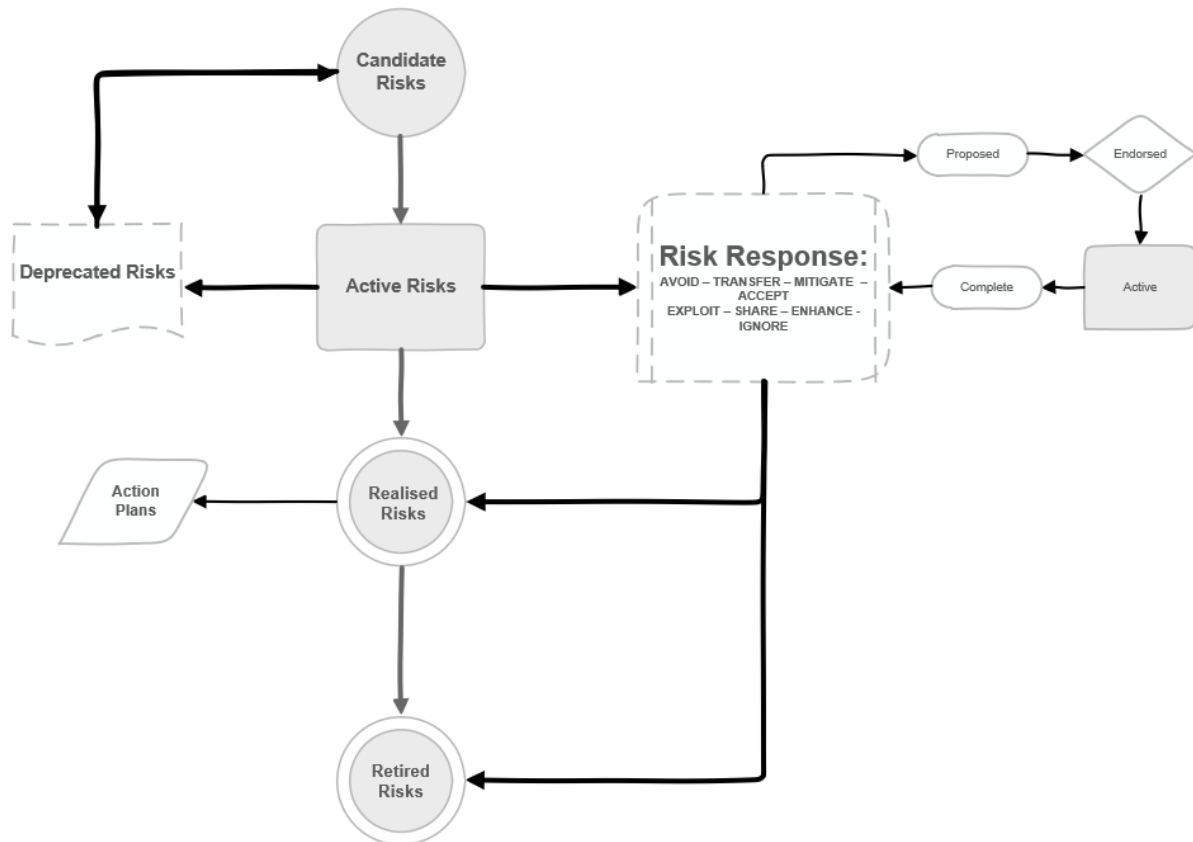 Candidate
Risks
Proposed
Endorsed
Deprecated Risks
Active Risks
Risk Response:
AVOID – TRANSFER – MITIGATE –
ACCEPT
EXPLOIT – SHARE – ENHANCE -
IGNORE
Complete
Active
Action
Plans
Realised
Risks
Retired
Risks